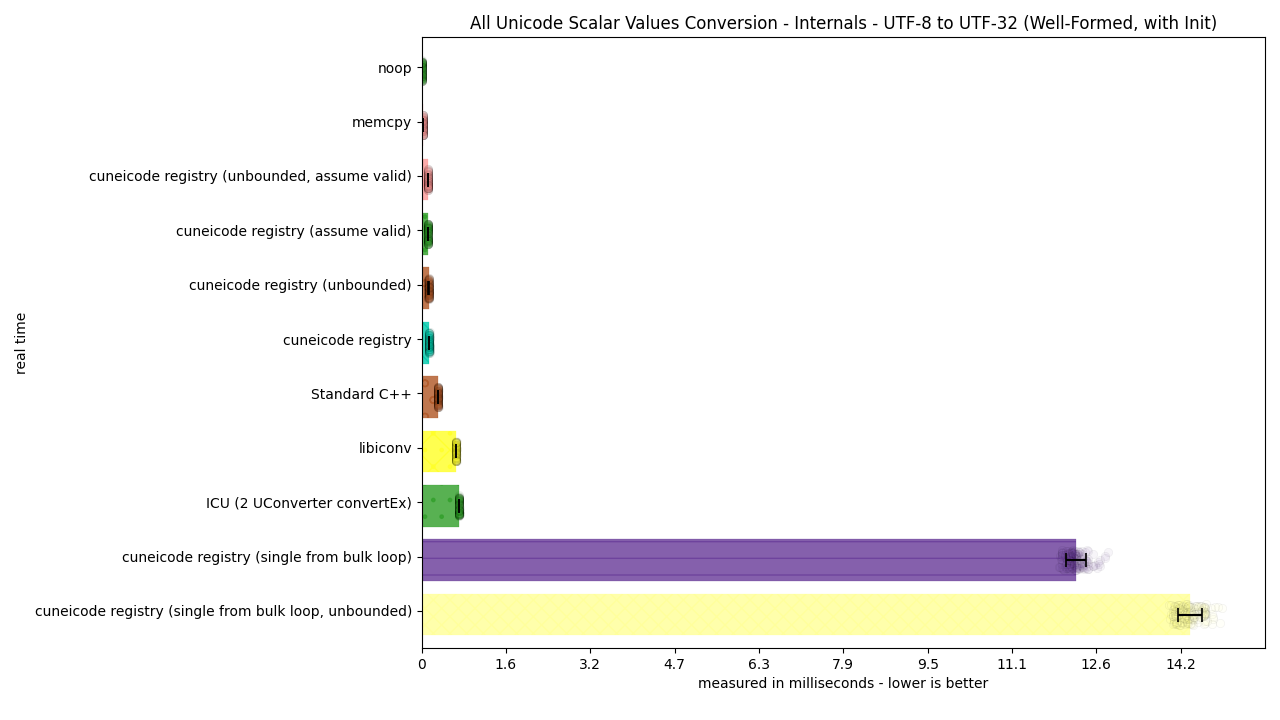 All Unicode Scalar Values Conversion - Internals - UTF-8 to UTF-32 (Well-Formed, with Init)
noop
memcpy
cuneicode registry (unbounded, assume valid)
cuneicode registry (assume valid)
cuneicode registry (unbounded)
cuneicode registry
Standard C++
libiconv
ICU (2 UConverter convertEx)
cuneicode registry (single from bulk loop)
cuneicode registry (single from bulk loop, unbounded)
real time
0 1.6 3.2 4.7 6.3 7.9 9.5 11.1 12.6 14.2
measured in milliseconds - lower is better